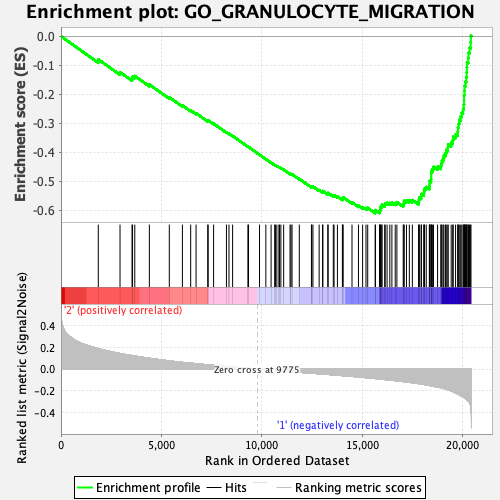 Enrichment plot: GO_GRANULOCYTE_MIGRATION
Enrichment score (ES)
0.0
-0.1
-0.2
-0.3
-0.4
-0.5
-0.6
'2' (positively correlated)
Ranked list metric (Signal2Noise)
0.4
0.2
0.0
-0.2
-0.4
Zero cross at 9775
'1' (negatively correlated)
0
5,000
10,000
15,000
20,000
Rank in Ordered Dataset
Enrichment profile
Hits
Ranking metric scores